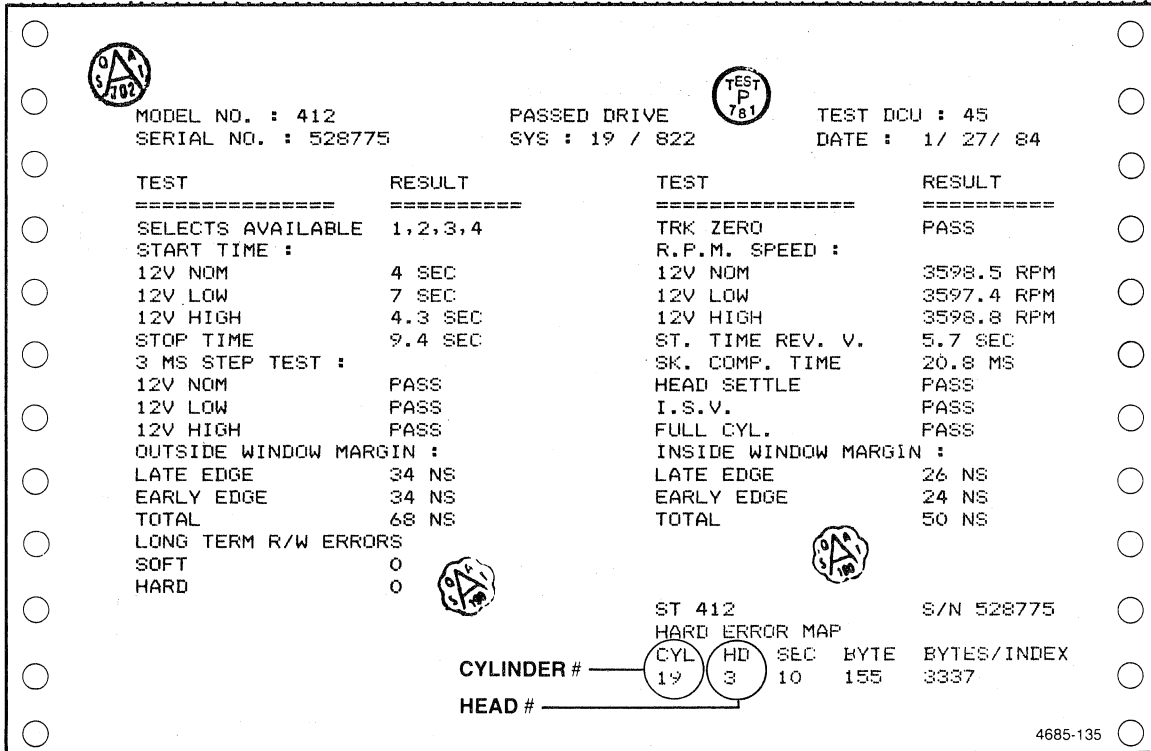 S Q A I
A
702
TEST
P
781
MODEL NO. : 412 PASSED DRIVE TEST DCU : 45
SERIAL NO. : 528775 SYS : 19 / 822 DATE : 1/ 27/ 84
TEST RESULT TEST RESULT
=============== ========== =============== ==========
SELECTS AVAILABLE 1,2,3,4 TRK ZERO PASS
START TIME : R.P.M. SPEED :
12V NOM 4 SEC 12V NOM 3598.5 RPM
12V LOW 7 SEC 12V LOW 3597.4 RPM
12V HIGH 4.3 SEC 12V HIGH 3598.8 RPM
STOP TIME 9.4 SEC ST. TIME REV. V. 5.7 SEC
3 MS STEP TEST : SK. COMP. TIME 20.8 MS
12V NOM PASS HEAD SETTLE PASS
12V LOW PASS I.S.V. PASS
12V HIGH PASS FULL CYL. PASS
OUTSIDE WINDOW MARGIN : INSIDE WINDOW MARGIN :
LATE EDGE 34 NS LATE EDGE 26 NS
EARLY EDGE 34 NS EARLY EDGE 24 NS
TOTAL 68 NS TOTAL 50 NS
LONG TERM R/W ERRORS
SOFT 0
HARD 0
S Q A I
A
190
S Q A I
A
180
ST 412 S/N 528775
HARD ERROR MAP
CYL HD SEC BYTE BYTES/INDEX
19 3 10 155 3337
CYLINDER #
HEAD #
4685-135